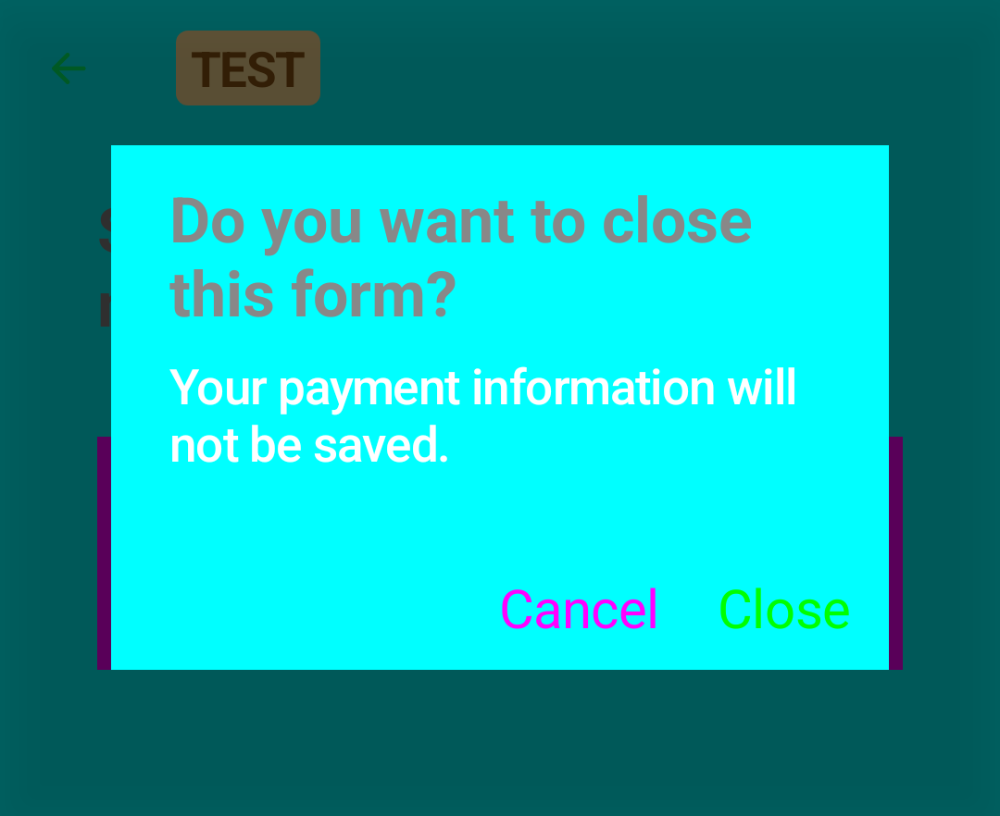 TEST
Do you want to close
this form?
Your payment information will
not be saved.
Cancel
Close